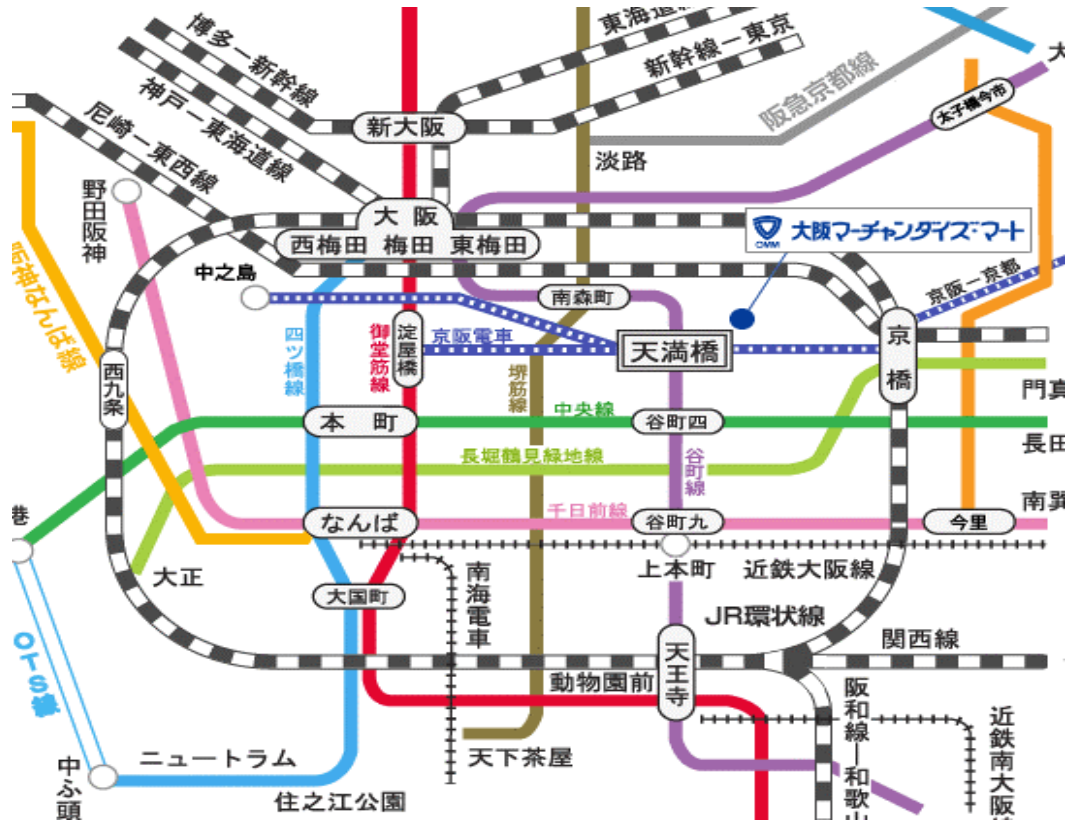 博多ー新幹線
神戸ー東海道線
尼崎ー東西線
東海道線
新幹線ー東京
阪急京都線
新大阪
淡路
太子橋今市
野田阪神
大阪
西梅田 梅田 東梅田
OMM 大阪マーチャンダイズ・マート
中之島
南森町
京阪ー京都
四ツ橋線
御堂筋線
淀屋橋
京阪電車
堺筋線
天満橋
京橋
西九条
本町
中央線
谷町四
門真
長堀鶴見緑地線
谷町線
長田
なんば
千日前線
谷町九
今里
南巽
港
大正
上本町
近鉄大阪線
大国町
南海電車
JR環状線
関西線
OTS線
動物園前
天王寺
阪和線ー和歌山
近鉄南大阪
ニュートラム
天下茶屋
中ふ頭
住之江公園
神なんば線